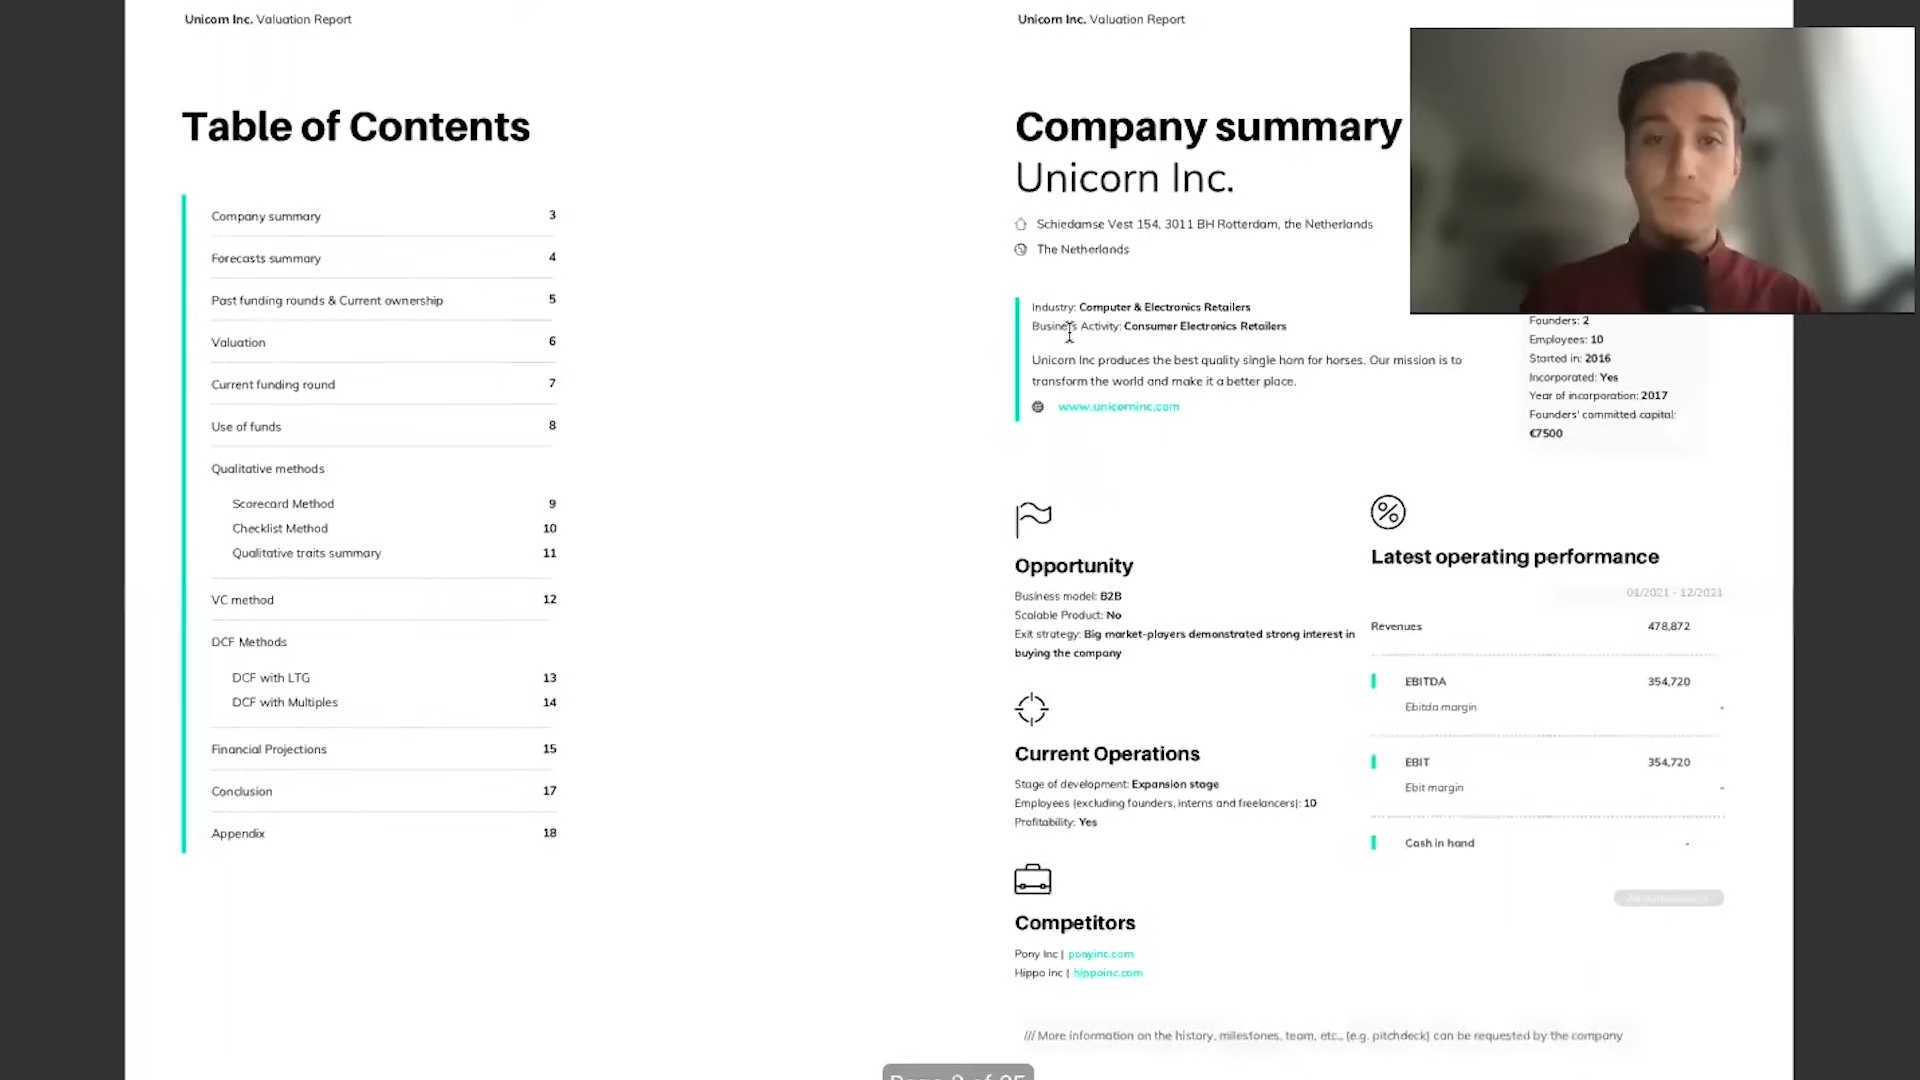 Unicorn Inc. Valuation Report
Table of Contents
Company summary 3
Forecasts summary 4
Past funding rounds & Current ownership 5
Valuation 6
Current funding round 7
Use of funds 8
Qualitative methods
Scorecard Method 9
Checklist Method 10
Qualitative traits summary 11
VC method 12
DCF Methods
DCF with LTG 13
DCF with Multiples 14
Financial Projections 15
Conclusion 17
Appendix 18
Unicorn Inc. Valuation Report
Company summary
Unicorn Inc.
Schiedamse Vest 154, 3011 BH Rotterdam, the Netherlands
The Netherlands
Industry: Computer & Electronics Retailers
Business Activity: Consumer Electronics Retailers
Unicorn Inc produces the best quality single horn for horses. Our mission is to
transform the world and make it a better place.
www.unicorninc.com
Founders: 2
Employees: 10
Started in: 2016
Incorporated: Yes
Year of incorporation: 2017
Founders' committed capital:
€7500
Opportunity
Business model: B2B
Scalable Product: No
Exit strategy: Big market-players demonstrated strong interest in
buying the company
Current Operations
Stage of development: Expansion stage
Employees (excluding founders, interns and freelancers): 10
Profitability: Yes
Competitors
Pony Inc | ponyinc.com
Hippo Inc | hippoinc.com
Latest operating performance
01/2021 - 12/2021
Revenues 478,872
EBITDA 354,720
Ebitda margin -
EBIT 354,720
Ebit margin -
Cash in hand -
/// More information on the history, milestones, team, etc., (e.g. pitchdeck) can be requested by the company